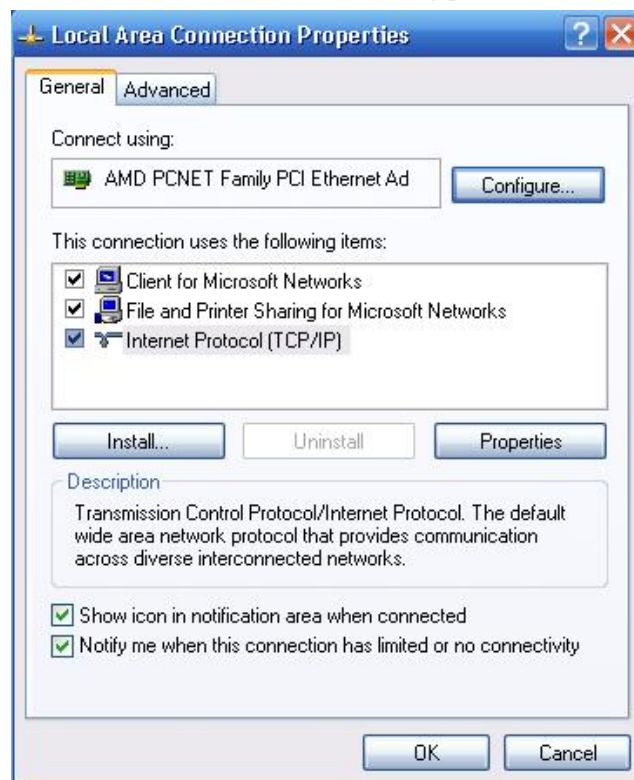 Local Area Connection Properties
General
Advanced
Connect using:
AMD PCNET Family PCI Ethernet Ad
Configure...
This connection uses the following items:
Client for Microsoft Networks
File and Printer Sharing for Microsoft Networks
Internet Protocol (TCP/IP)
Install...
Uninstall
Properties
Description
Transmission Control Protocol/Internet Protocol. The default
wide area network protocol that provides communication
across diverse interconnected networks.
Show icon in notification area when connected
Notify me when this connection has limited or no connectivity
OK
Cancel